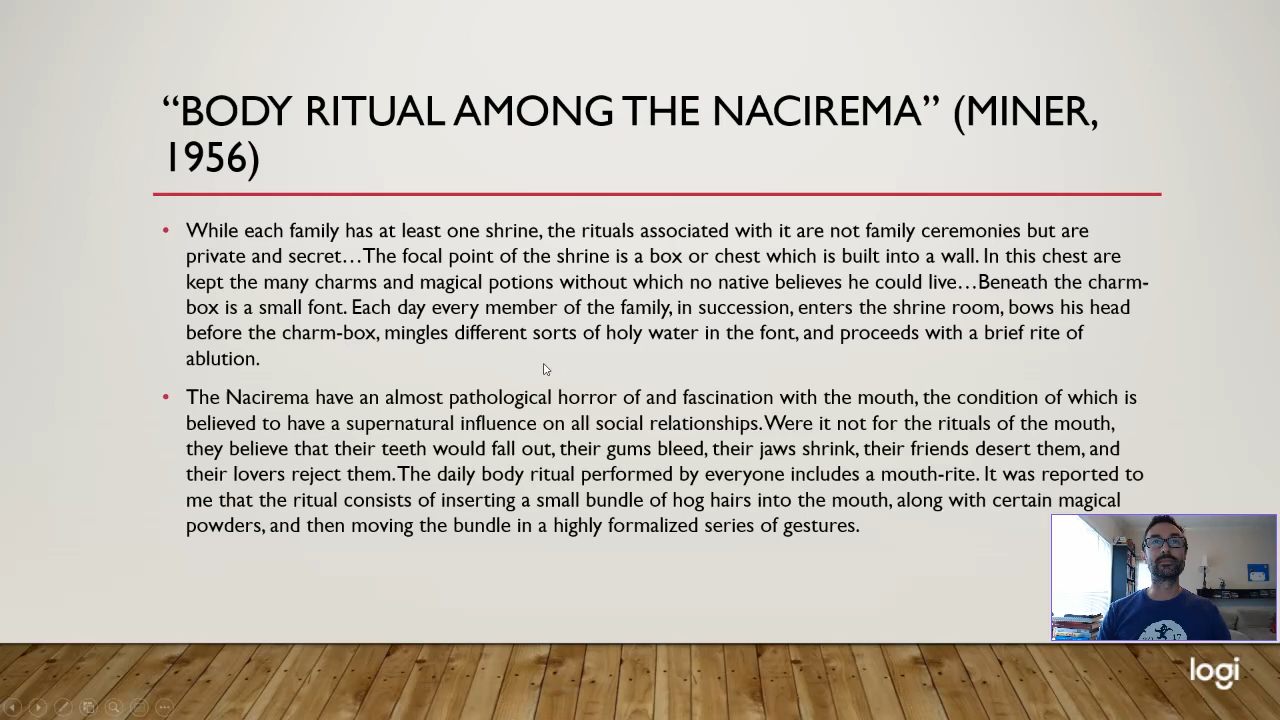 “BODY RITUAL AMONG THE NACIREMA” (MINER,
1956)
• While each family has at least one shrine, the rituals associated with it are not family ceremonies but are
private and secret…The focal point of the shrine is a box or chest which is built into a wall. In this chest are
kept the many charms and magical potions without which no native believes he could live…Beneath the charm-
box is a small font. Each day every member of the family, in succession, enters the shrine room, bows his head
before the charm-box, mingles different sorts of holy water in the font, and proceeds with a brief rite of
ablution.
• The Nacirema have an almost pathological horror of and fascination with the mouth, the condition of which is
believed to have a supernatural influence on all social relationships. Were it not for the rituals of the mouth,
they believe that their teeth would fall out, their gums bleed, their jaws shrink, their friends desert them, and
their lovers reject them. The daily body ritual performed by everyone includes a mouth-rite. It was reported to
me that the ritual consists of inserting a small bundle of hog hairs into the mouth, along with certain magical
powders, and then moving the bundle in a highly formalized series of gestures.
logi